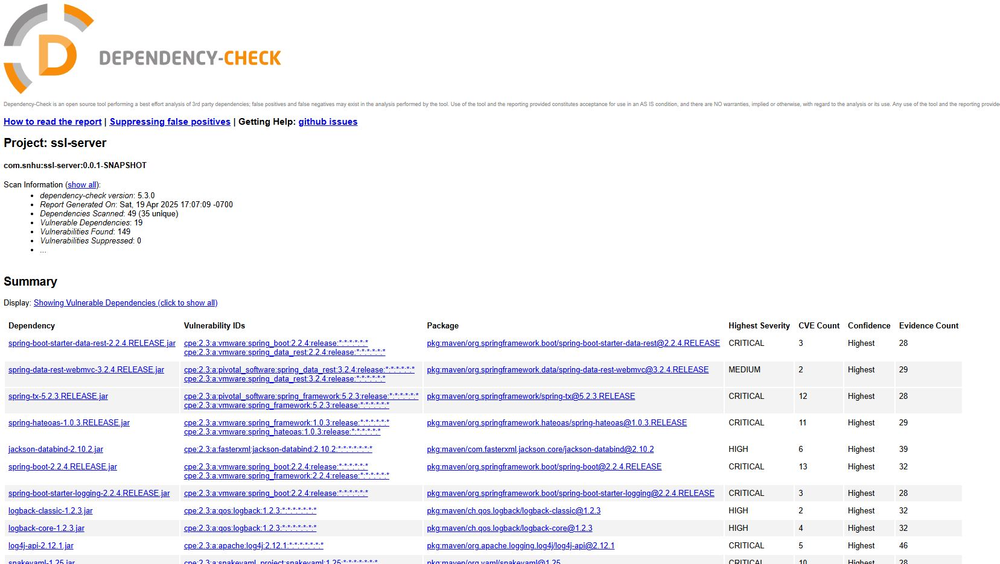 DEPENDENCY-CHECK
Dependency-Check is an open source tool performing a best effort analysis of 3rd party dependencies; false positives and false negatives may exist in the analysis performed by the tool. Use of the tool and the reporting provided constitutes acceptance for use in an AS IS condition, and there are NO warranties, implied or otherwise, with regard to the analysis or its use. Any use of the tool and the reporting provide
How to read the report | Suppressing false positives | Getting Help: github issues
Project: ssl-server
com.snhu:ssl-server:0.0.1-SNAPSHOT
Scan Information (show all):
• dependency-check version: 5.3.0
• Report Generated On: Sat, 19 Apr 2025 17:07:09 -0700
• Dependencies Scanned: 49 (35 unique)
• Vulnerable Dependencies: 19
• Vulnerabilities Found: 149
• Vulnerabilities Suppressed: 0
• ...
Summary
Display: Showing Vulnerable Dependencies (click to show all)
Dependency Vulnerability IDs Package Highest Severity CVE Count Confidence Evidence Count
spring-boot-starter-data-rest-2.2.4.RELEASE.jar cpe:2.3:a:vmware:spring_boot:2.2.4:release:*:*:*:*:*:* pkg:maven/org.springframework.boot/spring-boot-starter-data-rest@2.2.4.RELEASE CRITICAL 3 Highest 28
cpe:2.3:a:vmware:spring_data_rest:2.2.4:release:*:*:*:*:*:*
spring-data-rest-webmvc-3.2.4.RELEASE.jar cpe:2.3:a:pivotal_software:spring_data_rest:3.2.4:release:*:*:*:*:*:* pkg:maven/org.springframework.data/spring-data-rest-webmvc@3.2.4.RELEASE MEDIUM 2 Highest 29
cpe:2.3:a:vmware:spring_data_rest:3.2.4:release:*:*:*:*:*:*
spring-tx-5.2.3.RELEASE.jar cpe:2.3:a:pivotal_software:spring_framework:5.2.3:release:*:*:*:*:*:* pkg:maven/org.springframework/spring-tx@5.2.3.RELEASE CRITICAL 12 Highest 28
cpe:2.3:a:vmware:spring_framework:5.2.3:release:*:*:*:*:*:*
spring-hateoas-1.0.3.RELEASE.jar cpe:2.3:a:vmware:spring_framework:1.0.3:release:*:*:*:*:*:* pkg:maven/org.springframework.hateoas/spring-hateoas@1.0.3.RELEASE CRITICAL 11 Highest 29
cpe:2.3:a:vmware:spring_hateoas:1.0.3:release:*:*:*:*:*:*
jackson-databind-2.10.2.jar cpe:2.3:a:fasterxml:jackson-databind:2.10.2:*:*:*:*:*:*:* pkg:maven/com.fasterxml.jackson.core/jackson-databind@2.10.2 HIGH 6 Highest 39
spring-boot-2.2.4.RELEASE.jar cpe:2.3:a:vmware:spring_boot:2.2.4:release:*:*:*:*:*:* pkg:maven/org.springframework.boot/spring-boot@2.2.4.RELEASE CRITICAL 13 Highest 32
cpe:2.3:a:vmware:spring_framework:2.2.4:release:*:*:*:*:*:*
spring-boot-starter-logging-2.2.4.RELEASE.jar cpe:2.3:a:vmware:spring_boot:2.2.4:release:*:*:*:*:*:* pkg:maven/org.springframework.boot/spring-boot-starter-logging@2.2.4.RELEASE CRITICAL 3 Highest 28
logback-classic-1.2.3.jar cpe:2.3:a:qos:logback:1.2.3:*:*:*:*:*:*:* pkg:maven/ch.qos.logback/logback-classic@1.2.3 HIGH 2 Highest 32
logback-core-1.2.3.jar cpe:2.3:a:qos:logback:1.2.3:*:*:*:*:*:*:* pkg:maven/ch.qos.logback/logback-core@1.2.3 HIGH 4 Highest 32
log4j-api-2.12.1.jar cpe:2.3:a:apache:log4j:2.12.1:*:*:*:*:*:*:* pkg:maven/org.apache.logging.log4j/log4j-api@2.12.1 CRITICAL 5 Highest 46
snakeyaml-1.25.jar cpe:2.3:a:snakeyaml_project:snakeyaml:1.25:*:*:*:*:*:*:* pkg:maven/org.yaml/snakeyaml@1.25 CRITICAL 10 Highest 28